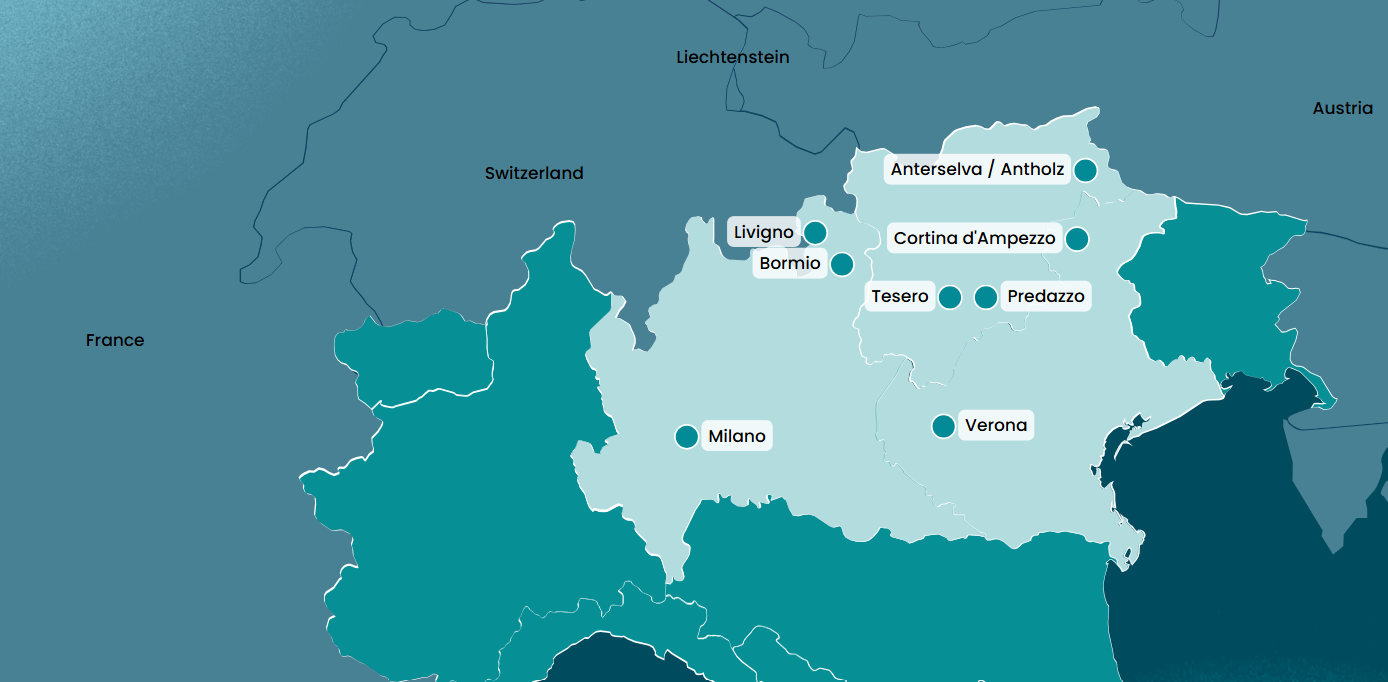 Liechtenstein
Austria
Switzerland
Anterselva / Antholz
Livigno
Cortina d'Ampezzo
Bormio
Tesero
Predazzo
France
Verona
Milano